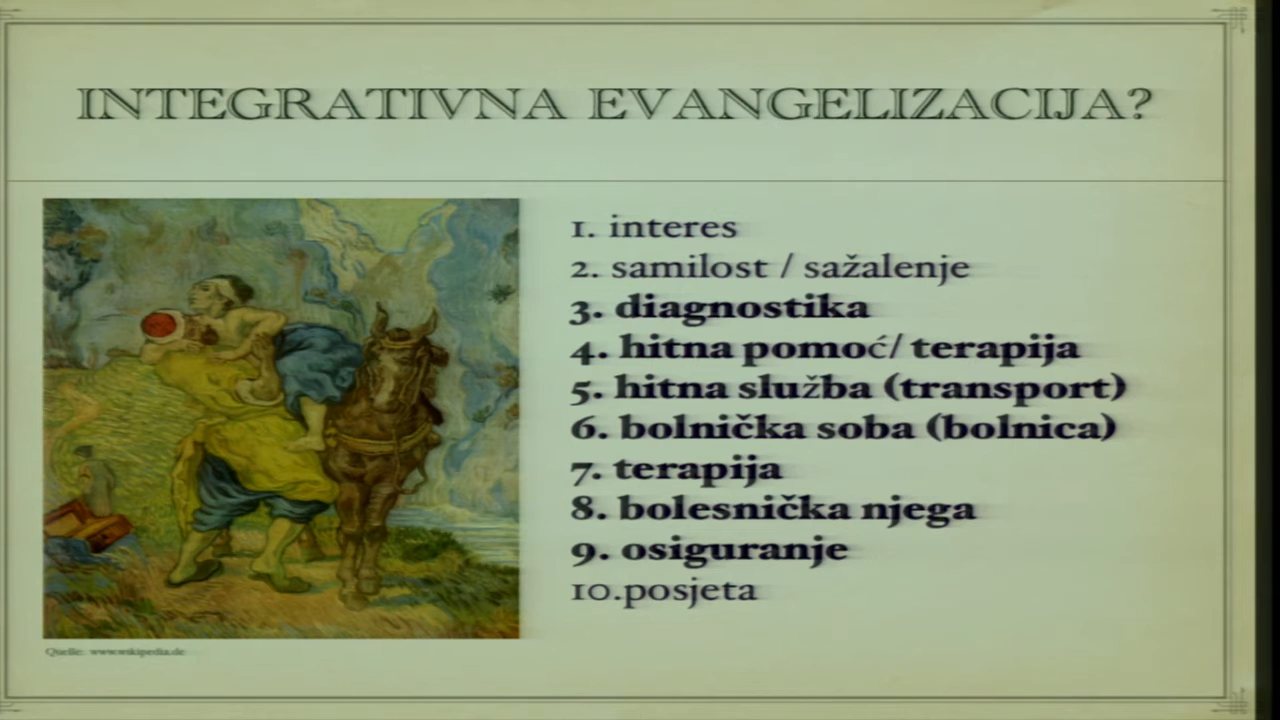 INTEGRATIVNA EVANGELIZACIJA?
1. interes
2. samilost / sažalenje
3. diagnostika
4. hitna pomoć/ terapija
5. hitna služba (transport)
6. bolnička soba (bolnica)
7. terapija
8. bolesnička njega
9. osiguranje
10.posjeta
Quelle: www.wikipedia.de